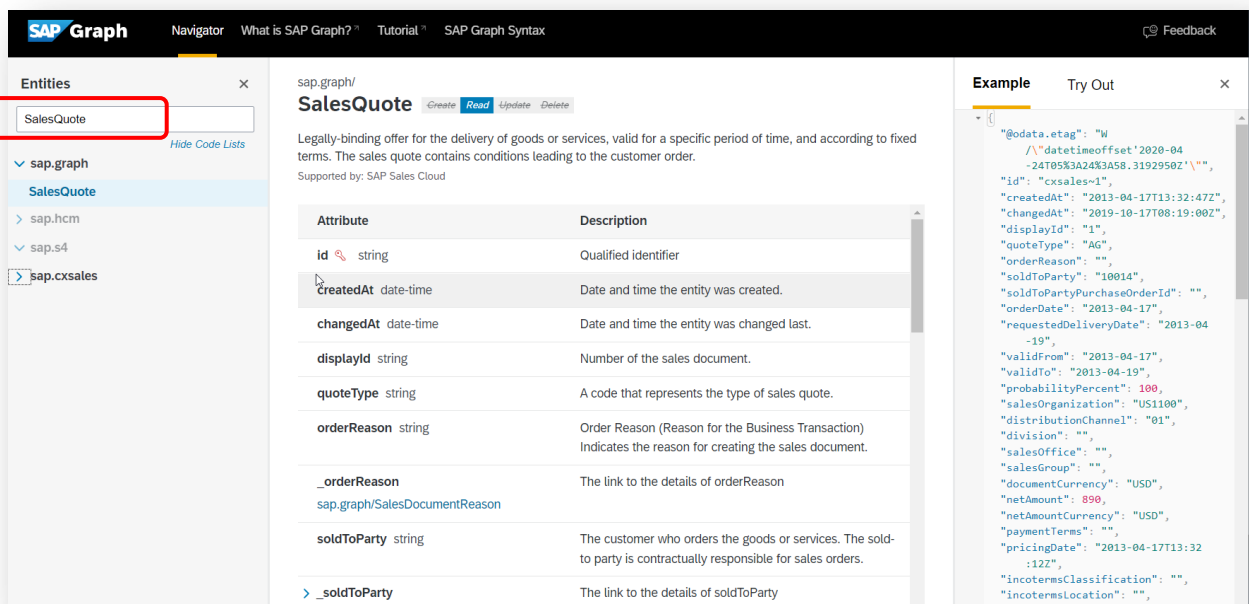 SAP Graph
Navigator
What is SAP Graph?
Tutorial
SAP Graph Syntax
Feedback
Entities
SalesQuote
Hide Code Lists
sap.graph
SalesQuote
sap.hcm
sap.s4
sap.cxsales
sap.graph/
SalesQuote Create Read Update Delete
Legally-binding offer for the delivery of goods or services, valid for a specific period of time, and according to fixed
terms. The sales quote contains conditions leading to the customer order.
Supported by: SAP Sales Cloud
Attribute Description
id string Qualified identifier
createdAt date-time Date and time the entity was created.
changedAt date-time Date and time the entity was changed last.
displayId string Number of the sales document.
quoteType string A code that represents the type of sales quote.
orderReason string Order Reason (Reason for the Business Transaction)
Indicates the reason for creating the sales document.
_orderReason The link to the details of orderReason
sap.graph/SalesDocumentReason
soldToParty string The customer who orders the goods or services. The sold-
to party is contractually responsible for sales orders.
_soldToParty The link to the details of soldToParty
Example
Try Out
{
"@odata.etag": "W
/\"datetimeoffset'2020-04
-24T05%3A24%3A58.3192950Z'\"",
"id": "cxsales~1",
"createdAt": "2013-04-17T13:32:47Z",
"changedAt": "2019-10-17T08:19:00Z",
"displayId": "1",
"quoteType": "AG",
"orderReason": "",
"soldToParty": "10014",
"soldToPartyPurchaseOrderId": "",
"orderDate": "2013-04-17",
"requestedDeliveryDate": "2013-04
-19",
"validFrom": "2013-04-17",
"validTo": "2013-04-19",
"probabilityPercent": 100,
"salesOrganization": "US1100",
"distributionChannel": "01",
"division": "",
"salesOffice": "",
"salesGroup": "",
"documentCurrency": "USD",
"netAmount": 890,
"netAmountCurrency": "USD",
"paymentTerms": "",
"pricingDate": "2013-04-17T13:32
:12Z",
"incotermsClassification": "",
"incotermsLocation": "",